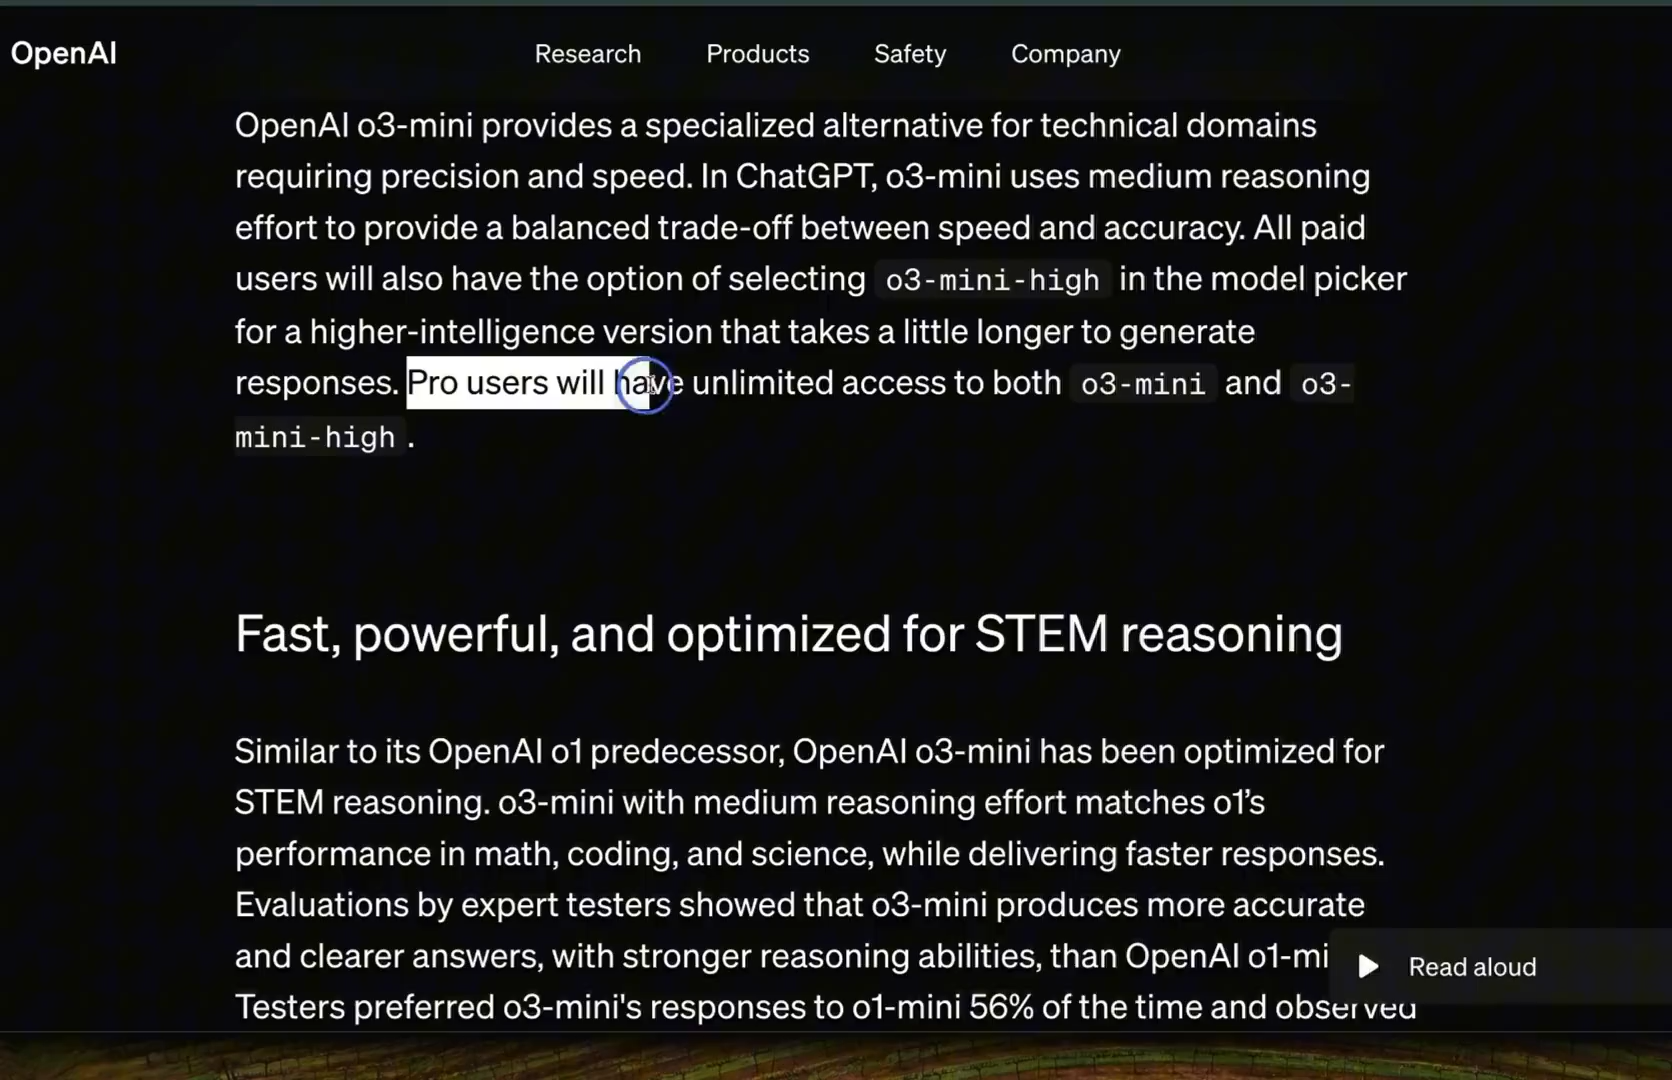 OpenAI
Research Products Safety Company
OpenAI o3-mini provides a specialized alternative for technical domains
requiring precision and speed. In ChatGPT, o3-mini uses medium reasoning
effort to provide a balanced trade-off between speed and accuracy. All paid
users will also have the option of selecting o3-mini-high in the model picker
for a higher-intelligence version that takes a little longer to generate
responses. Pro users will have unlimited access to both o3-mini and o3-
mini-high.
Fast, powerful, and optimized for STEM reasoning
Similar to its OpenAI o1 predecessor, OpenAI o3-mini has been optimized for
STEM reasoning. o3-mini with medium reasoning effort matches o1’s
performance in math, coding, and science, while delivering faster responses.
Evaluations by expert testers showed that o3-mini produces more accurate
and clearer answers, with stronger reasoning abilities, than OpenAI o1-mi
Read aloud
Testers preferred o3-mini's responses to o1-mini 56% of the time and observed